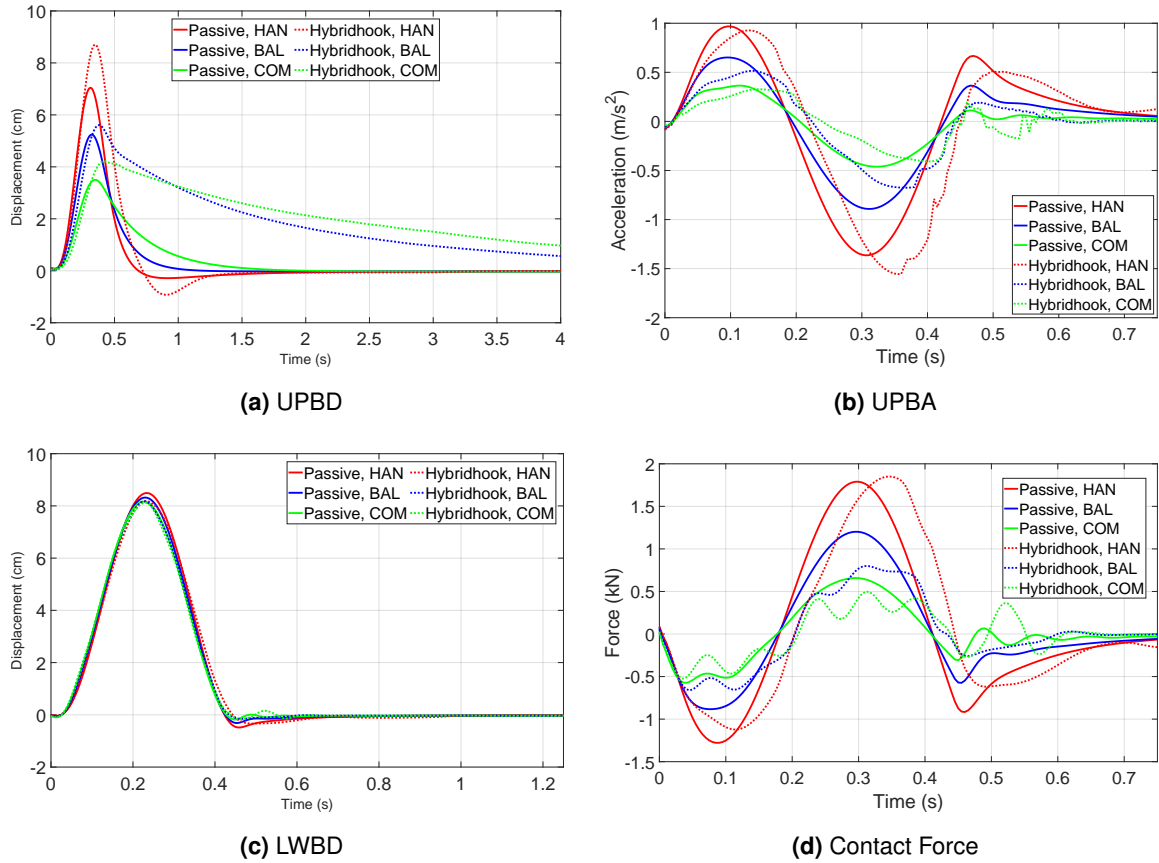 10
8
6
4
2
0
-2
Displacement (cm)
Passive, HAN
Passive, BAL
Passive, COM
Hybridhook, HAN
Hybridhook, BAL
Hybridhook, COM
0 0.5 1 1.5 2 2.5 3 3.5 4
Time (s)
(a) UPBD
1
0.5
0
-0.5
-1
-1.5
-2
Acceleration (m/s²)
Passive, HAN
Passive, BAL
Passive, COM
Hybridhook, HAN
Hybridhook, BAL
Hybridhook, COM
0 0.1 0.2 0.3 0.4 0.5 0.6 0.7
Time (s)
(b) UPBA
10
8
6
4
2
0
-2
Displacement (cm)
Passive, HAN
Passive, BAL
Passive, COM
Hybridhook, HAN
Hybridhook, BAL
Hybridhook, COM
0 0.2 0.4 0.6 0.8 1 1.2
Time (s)
(c) LWBD
2
1.5
1
0.5
0
-0.5
-1
-1.5
Force (kN)
Passive, HAN
Passive, BAL
Passive, COM
Hybridhook, HAN
Hybridhook, BAL
Hybridhook, COM
0 0.1 0.2 0.3 0.4 0.5 0.6 0.7
Time (s)
(d) Contact Force